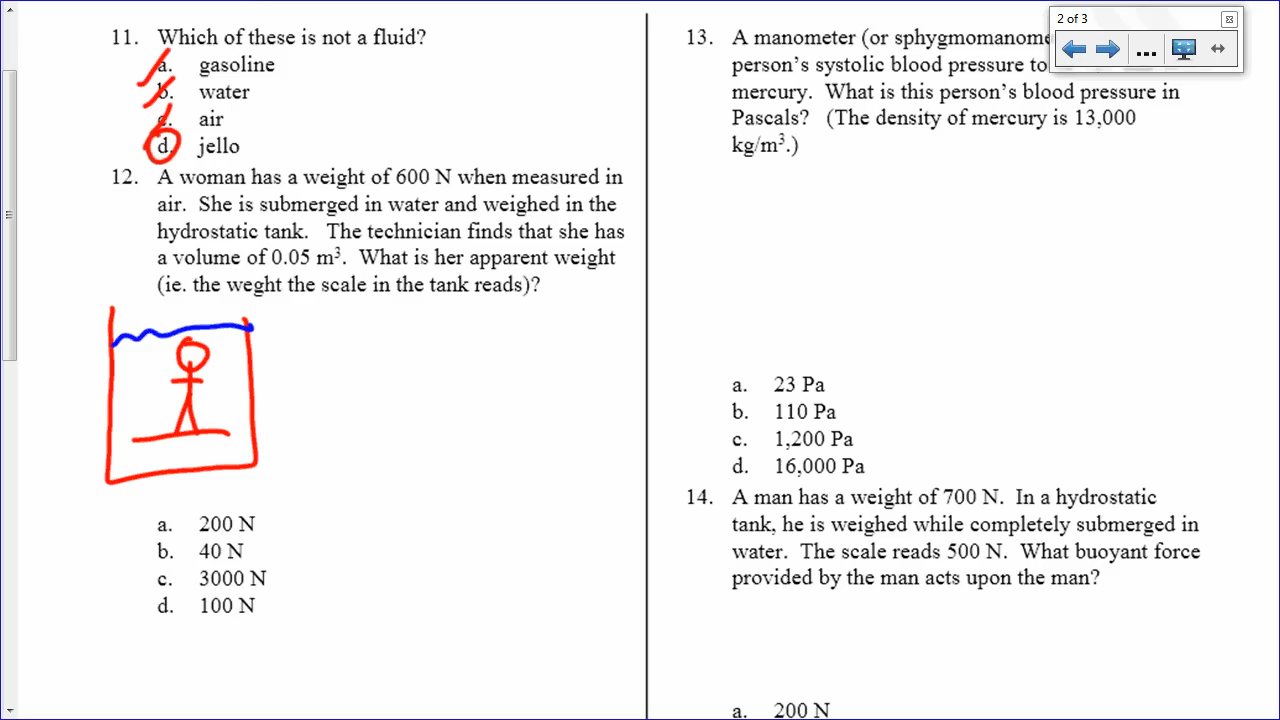 11. Which of these is not a fluid?
a. gasoline
b. water
c. air
d. jello
12. A woman has a weight of 600 N when measured in
air. She is submerged in water and weighed in the
hydrostatic tank. The technician finds that she has
a volume of 0.05 m³. What is her apparent weight
(ie. the weght the scale in the tank reads)?
a. 200 N
b. 40 N
c. 3000 N
d. 100 N
13. A manometer (or sphygmomanome
person's systolic blood pressure to
mercury. What is this person's blood pressure in
Pascals? (The density of mercury is 13,000
kg/m³.)
a. 23 Pa
b. 110 Pa
c. 1,200 Pa
d. 16,000 Pa
14. A man has a weight of 700 N. In a hydrostatic
tank, he is weighed while completely submerged in
water. The scale reads 500 N. What buoyant force
provided by the man acts upon the man?
a. 200 N
2 of 3
...